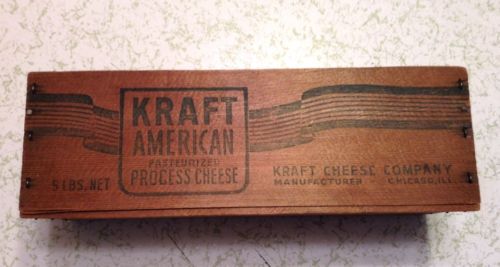 KRAFT
AMERICAN
PASTEURIZED
PROCESS CHEESE
5 LBS. NET
KRAFT CHEESE COMPANY
MANUFACTURER - CHICAGO, ILL.